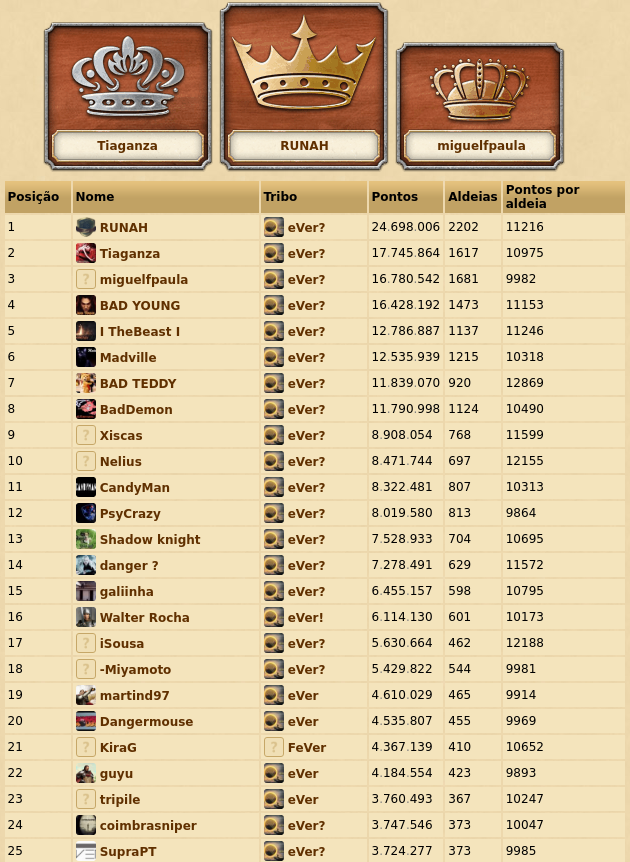 Tiaganza
RUNAH
miguelfpaula
Posição Nome Tribo Pontos Aldeias Pontos por aldeia
1 RUNAH eVer? 24.698.006 2202 11216
2 Tiaganza eVer? 17.745.864 1617 10975
3 ? miguelfpaula eVer? 16.780.542 1681 9982
4 BAD YOUNG eVer? 16.428.192 1473 11153
5 I TheBeast I eVer? 12.786.887 1137 11246
6 Madville eVer? 12.535.939 1215 10318
7 BAD TEDDY eVer? 11.839.070 920 12869
8 BadDemon eVer? 11.790.998 1124 10490
9 ? Xiscas eVer? 8.908.054 768 11599
10 ? Nelius eVer? 8.471.744 697 12155
11 CandyMan eVer? 8.322.481 807 10313
12 PsyCrazy eVer? 8.019.580 813 9864
13 Shadow knight eVer? 7.528.933 704 10695
14 danger ? eVer? 7.278.491 629 11572
15 galiinha eVer? 6.455.157 598 10795
16 Walter Rocha eVer! 6.114.130 601 10173
17 ? iSousa eVer? 5.630.664 462 12188
18 ? -Miyamoto eVer? 5.429.822 544 9981
19 martind97 eVer 4.610.029 465 9914
20 Dangermouse eVer 4.535.807 455 9969
21 ? KiraG ? FeVer 4.367.139 410 10652
22 guyu eVer 4.184.554 423 9893
23 ? tripile eVer 3.760.493 367 10247
24 coimbrasniper eVer? 3.747.546 373 10047
25 SupraPT eVer? 3.724.277 373 9985